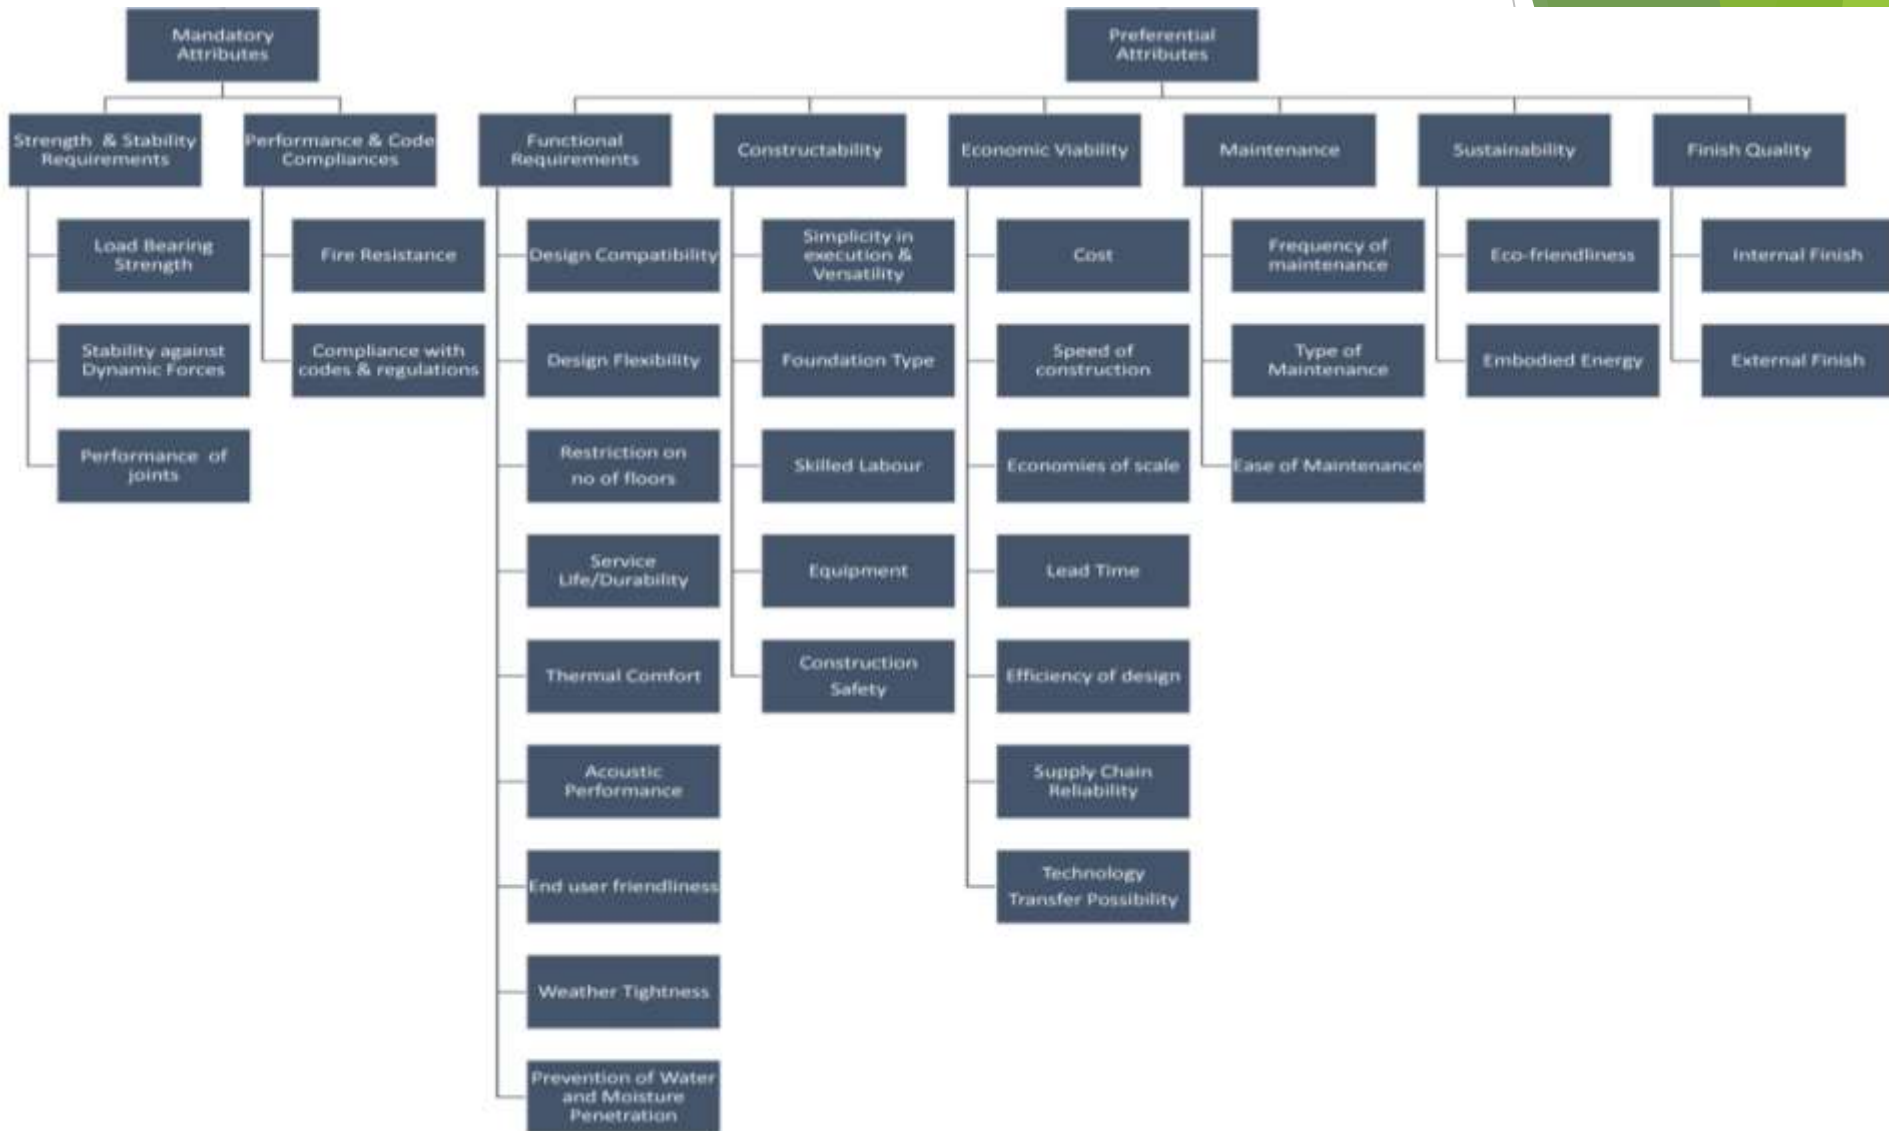 Mandatory
Attributes
Preferential
Attributes
Strength & Stability
Requirements
Performance & Code
Compliances
Functional
Requirements
Constructability
Economic Viability
Maintenance
Sustainability
Finish Quality
Load Bearing
Strength
Stability against
Dynamic Forces
Performance of
joints
Fire Resistance
Compliance with
codes & regulations
Design Compatibility
Design Flexibility
Restriction on
no of floors
Service
Life/Durability
Thermal Comfort
Acoustic
Performance
End user friendliness
Weather Tightness
Prevention of Water
and Moisture
Penetration
Simplicity in
execution &
Versatility
Foundation Type
Skilled Labour
Equipment
Construction
Safety
Cost
Speed of
construction
Economies of scale
Lead Time
Efficiency of design
Supply Chain
Reliability
Technology
Transfer Possibility
Frequency of
maintenance
Type of
Maintenance
Ease of Maintenance
Eco-friendliness
Embodied Energy
Internal Finish
External Finish